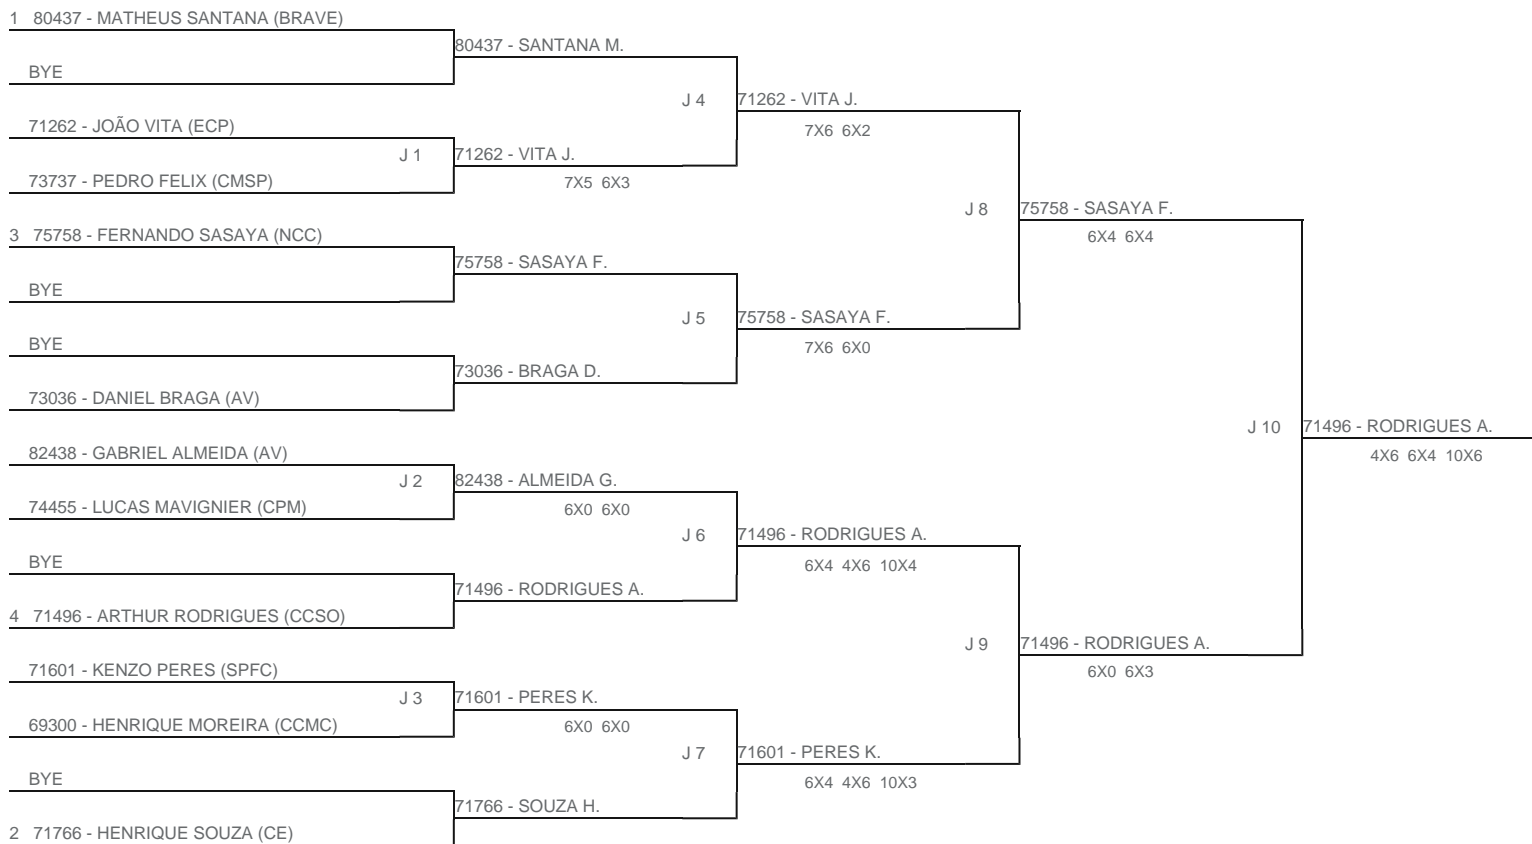 1 80437 - MATHEUS SANTANA (BRAVE)
80437 - SANTANA M.
BYE
J 4
71262 - VITA J.
7X6 6X2
71262 - JOÃO VITA (ECP)
J 1
71262 - VITA J.
7X5 6X3
73737 - PEDRO FELIX (CMSP)
J 8
75758 - SASAYA F.
6X4 6X4
3 75758 - FERNANDO SASAYA (NCC)
75758 - SASAYA F.
BYE
J 5
75758 - SASAYA F.
7X6 6X0
BYE
73036 - BRAGA D.
73036 - DANIEL BRAGA (AV)
J 10
71496 - RODRIGUES A.
4X6 6X4 10X6
82438 - GABRIEL ALMEIDA (AV)
J 2
82438 - ALMEIDA G.
6X0 6X0
74455 - LUCAS MAVIGNIER (CPM)
J 6
71496 - RODRIGUES A.
6X4 4X6 10X4
BYE
71496 - RODRIGUES A.
4 71496 - ARTHUR RODRIGUES (CCSO)
J 9
71496 - RODRIGUES A.
6X0 6X3
71601 - KENZO PERES (SPFC)
J 3
71601 - PERES K.
6X0 6X0
69300 - HENRIQUE MOREIRA (CCMC)
J 7
71601 - PERES K.
6X4 4X6 10X3
BYE
71766 - SOUZA H.
2 71766 - HENRIQUE SOUZA (CE)